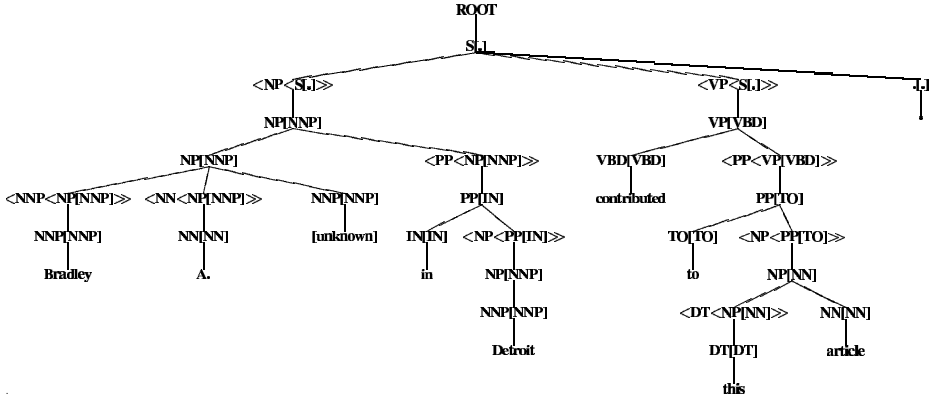 ROOT
S[.]
<NP<S[.]>> <VP<S[.]>> .[.]
NP[NNP] VP[VBD] .
NP[NNP] <PP<NP[NNP]>> VBD[VBD] <PP<VP[VBD]>>
<NNP<NP[NNP]>> <NN<NP[NNP]>> NNP[NNP] PP[IN] contributed PP[TO]
NNP[NNP] NN[NN] [unknown] IN[IN] <NP<PP[IN]>> TO[TO] <NP<PP[TO]>>
Bradley A. in NP[NNP] to NP[NN]
NNP[NNP] <DT<NP[NN]>> NN[NN]
Detroit DT[DT] article
this